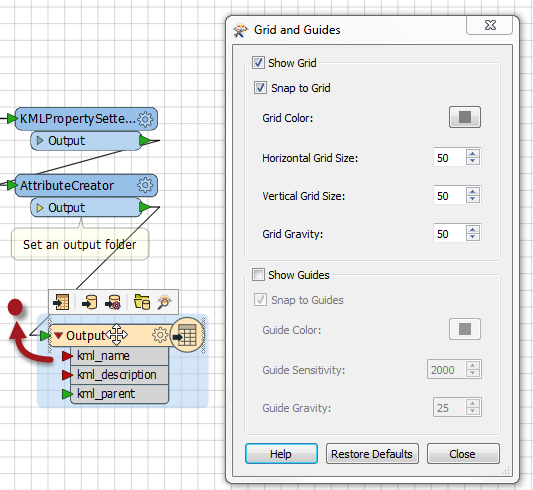 KMLPropertySette...
Output
AttributeCreator
Output
Set an output folder
Output
kml_name
kml_description
kml_parent
Grid and Guides
Show Grid
Snap to Grid
Grid Color:
Horizontal Grid Size: 50
Vertical Grid Size: 50
Grid Gravity: 50
Show Guides
Snap to Guides
Guide Color:
Guide Sensitivity: 2000
Guide Gravity: 25
Help Restore Defaults Close